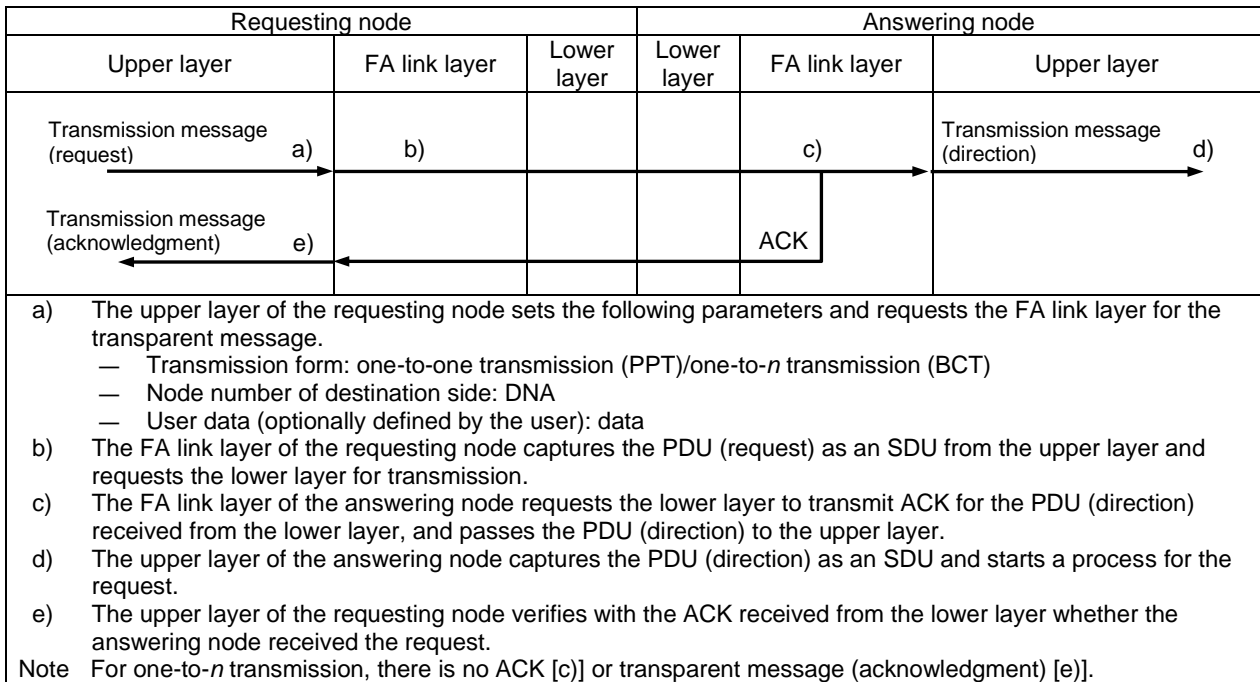 Requesting node Answering node
Upper layer FA link layer Lower layer Lower layer FA link layer Upper layer
Transmission message
(request) a) b) c) Transmission message
(direction) d)
Transmission message
(acknowledgment) e) ACK
a) The upper layer of the requesting node sets the following parameters and requests the FA link layer for the
transparent message.
— Transmission form: one-to-one transmission (PPT)/one-to-n transmission (BCT)
— Node number of destination side: DNA
— User data (optionally defined by the user): data
b) The FA link layer of the requesting node captures the PDU (request) as an SDU from the upper layer and
requests the lower layer for transmission.
c) The FA link layer of the answering node requests the lower layer to transmit ACK for the PDU (direction)
received from the lower layer, and passes the PDU (direction) to the upper layer.
d) The upper layer of the answering node captures the PDU (direction) as an SDU and starts a process for the
request.
e) The upper layer of the requesting node verifies with the ACK received from the lower layer whether the
answering node received the request.
Note For one-to-n transmission, there is no ACK [c)] or transparent message (acknowledgment) [e)].